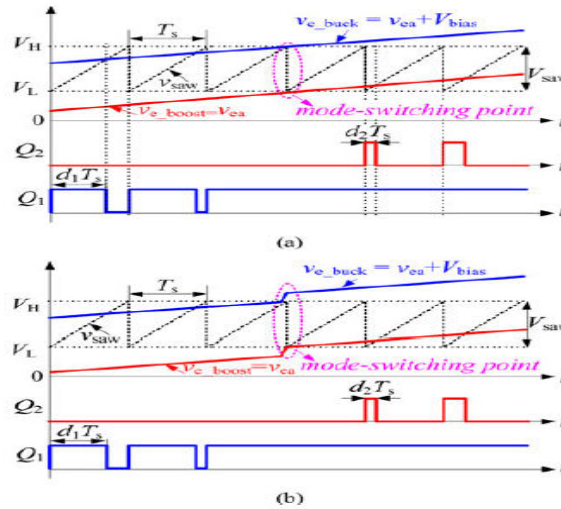 v_e_buck = v_ea + V_bias
V_H
T_s
v_saw
V_saw
V_L
v_e_boost = v_ea
mode-switching point
0
t
d_2T_s
Q_2
t
d_1T_s
Q_1
t
(a)
v_e_buck = v_ea + V_bias
T_s
V_H
v_saw
V_saw
V_L
mode-switching point
v_e_boost = v_ea
0
t
d_2T_s
Q_2
t
d_1T_s
Q_1
t
(b)